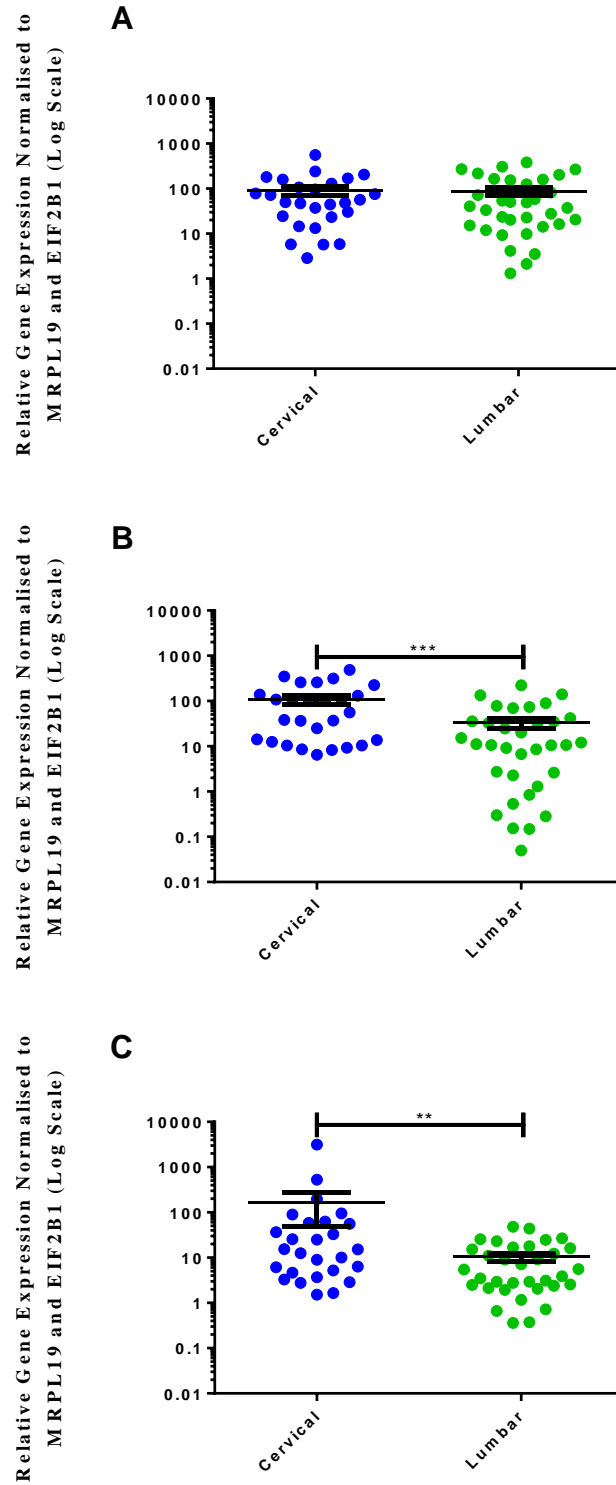 A
Relative Gene Expression Normalised to
MRPL19 and EIF2B1 (Log Scale)
10000
1000
100
10
1
0.1
0.01
Cervical
Lumbar
B
Relative Gene Expression Normalised to
MRPL19 and EIF2B1 (Log Scale)
10000
1000
100
10
1
0.1
0.01
***
Cervical
Lumbar
C
Relative Gene Expression Normalised to
MRPL19 and EIF2B1 (Log Scale)
10000
1000
100
10
1
0.1
0.01
**
Cervical
Lumbar